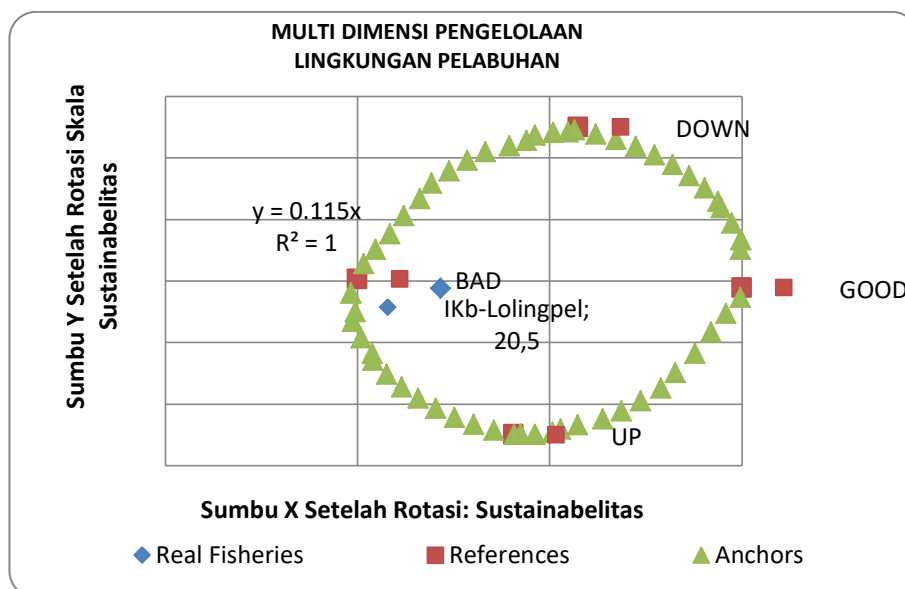 MULTI DIMENSI PENGELOLAAN
LINGKUNGAN PELABUHAN
Sumbu Y Setelah Rotasi Skala
Sustainabelitas
DOWN
y = 0.115x
R² = 1
BAD
IKb-Lolingpel;
20,5
GOOD
UP
Sumbu X Setelah Rotasi: Sustainabelitas
Real Fisheries
References
Anchors